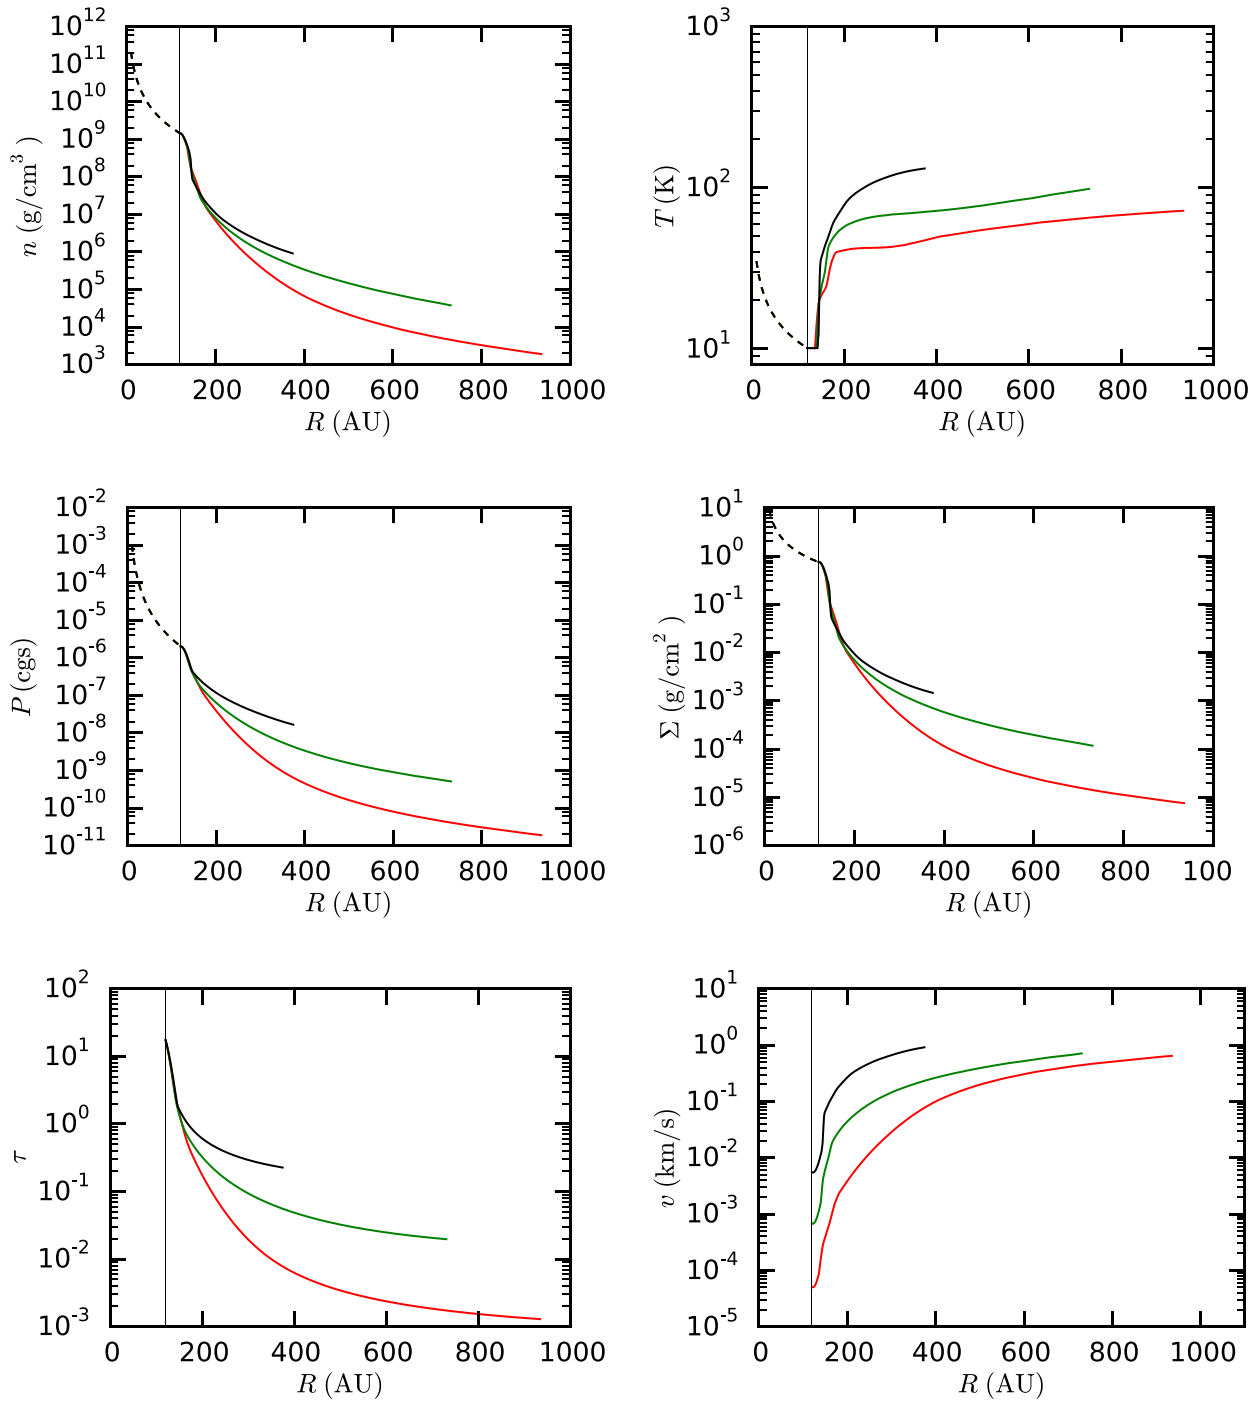 10^12
10^11
10^10
10^9
10^8
10^7
10^6
10^5
10^4
10^3
n (g/cm^3)
0 200 400 600 800 1000
R (AU)
10^3
10^2
10^1
T (K)
0 200 400 600 800 1000
R (AU)
10^-2
10^-3
10^-4
10^-5
10^-6
10^-7
10^-8
10^-9
10^-10
10^-11
P (cgs)
0 200 400 600 800 1000
R (AU)
10^1
10^0
10^-1
10^-2
10^-3
10^-4
10^-5
10^-6
Σ (g/cm^2)
0 200 400 600 800 1000
R (AU)
10^2
10^1
10^0
10^-1
10^-2
10^-3
τ
0 200 400 600 800 1000
R (AU)
10^1
10^0
10^-1
10^-2
10^-3
10^-4
10^-5
v (km/s)
0 200 400 600 800 1000
R (AU)